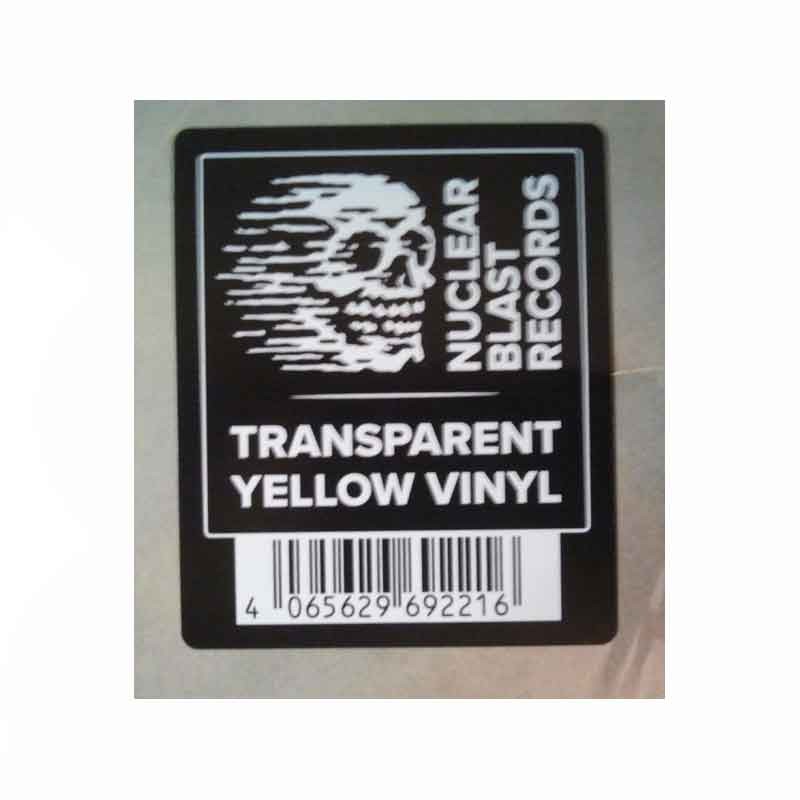 NUCLEAR
BLAST
RECORDS
TRANSPARENT
YELLOW VINYL
4 065629 692216